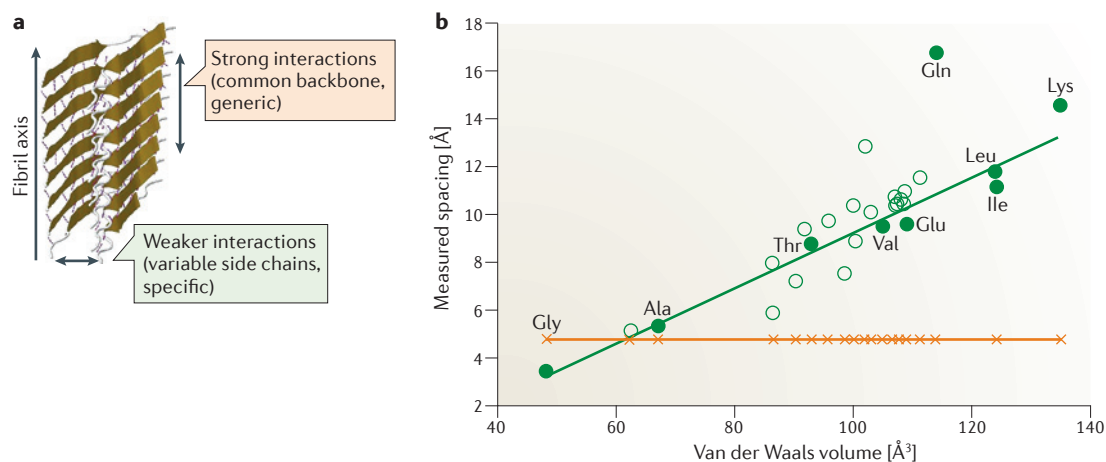 a
Fibril axis
Strong interactions
(common backbone,
generic)
Weaker interactions
(variable side chains,
specific)
b
Measured spacing [Å]
18
16
14
12
10
8
6
4
2
Gln
Lys
Leu
Ile
Glu
Val
Thr
Ala
Gly
40
60
80
100
120
140
Van der Waals volume [Å³]